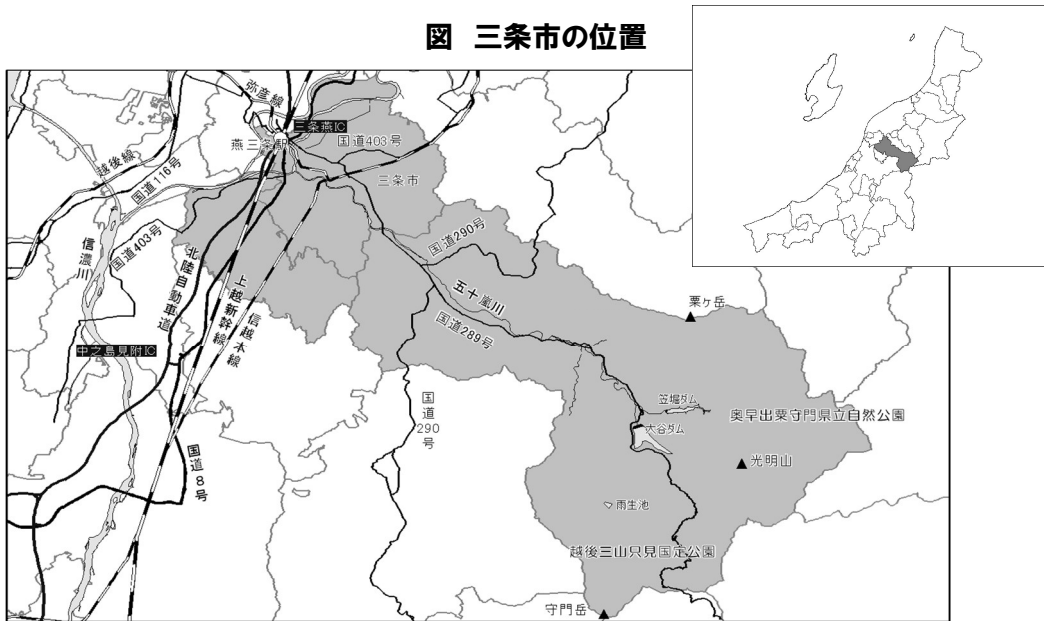 図 三条市の位置
弥彦線
三条燕IC
燕三条駅
国道403号
三条市
越後線
国道116号
信濃川
国道403号
北陸自動車道
上越新幹線
信越本線
国道290号
五十嵐川
国道289号
粟ヶ岳
中之島見附IC
国道290号
笠堀ダム
大谷ダム
奥早出粟守門県立自然公園
光明山
国道8号
雨生池
越後三山只見国定公園
守門岳